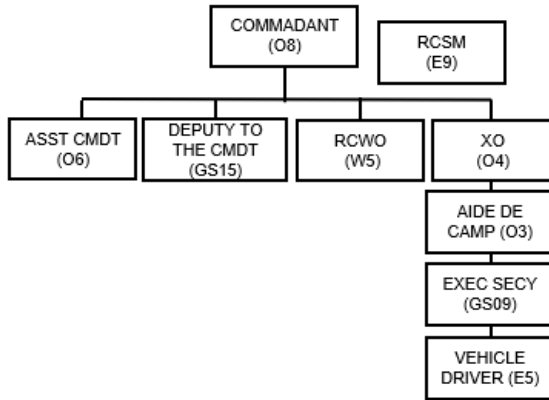 COMMADANT
(O8)
RCSM
(E9)
ASST CMDT
(O6)
DEPUTY TO
THE CMDT
(GS15)
RCWO
(W5)
XO
(O4)
AIDE DE
CAMP (O3)
EXEC SECY
(GS09)
VEHICLE
DRIVER (E5)